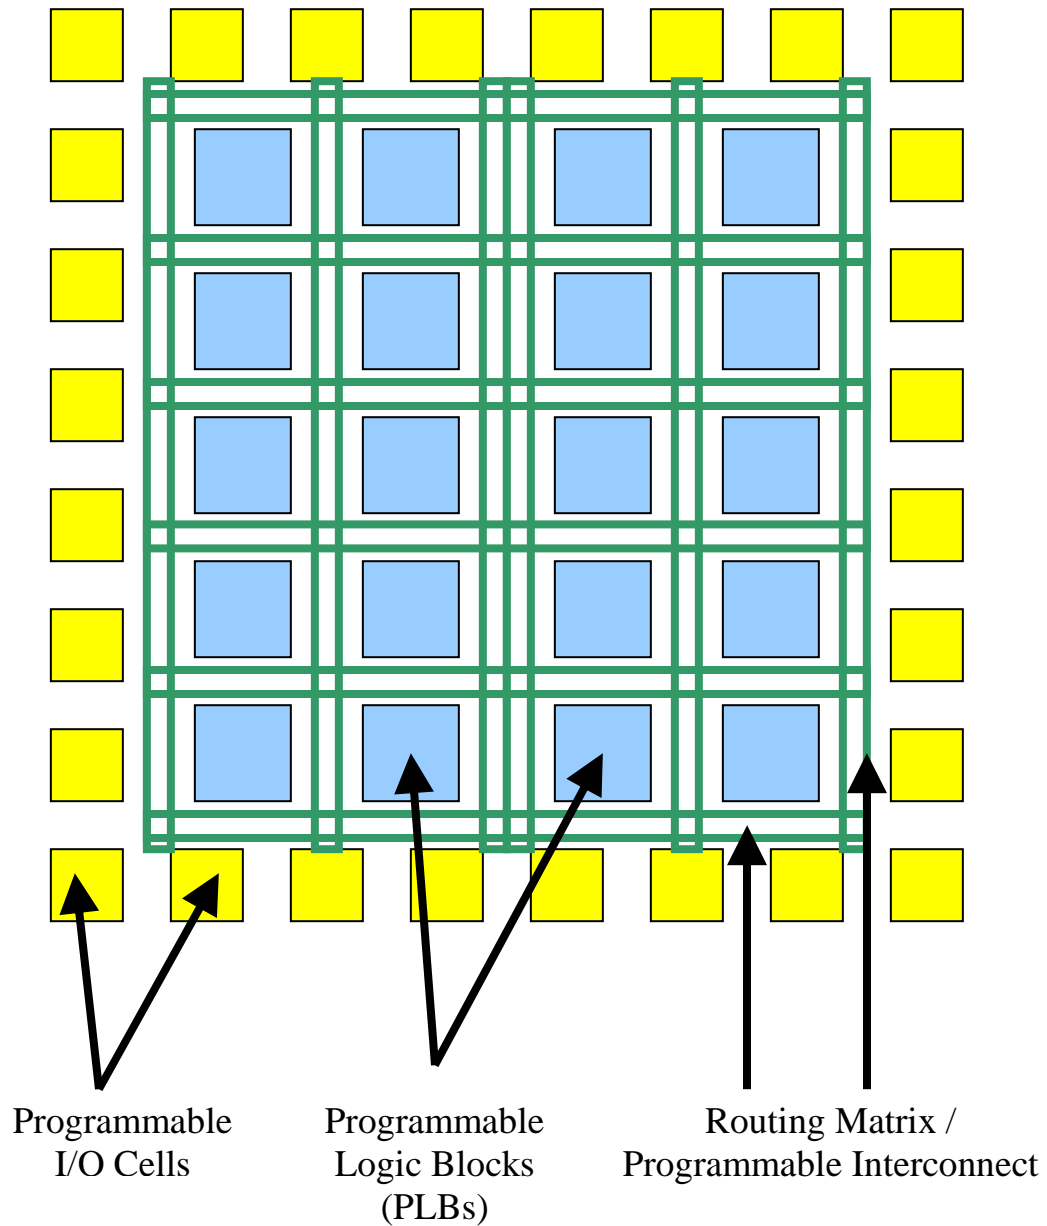 Programmable
I/O Cells
Programmable
Logic Blocks
(PLBs)
Routing Matrix /
Programmable Interconnect